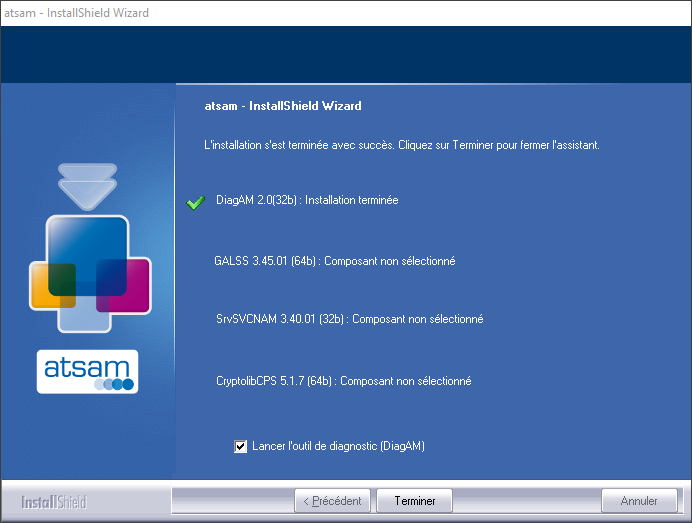 atsam - InstallShield Wizard
atsam - InstallShield Wizard
L'installation s'est terminée avec succès. Cliquez sur Terminer pour fermer l'assistant.
DiagAM 2.0(32b) : Installation terminée
GALSS 3.45.01 (64b) : Composant non sélectionné
SrvSVCNAM 3.40.01 (32b) : Composant non sélectionné
atsam
CryptolibCPS 5.1.7 (64b) : Composant non sélectionné
Lancer l'outil de diagnostic (DiagAM)
InstallShield
< Précédent
Terminer
Annuler